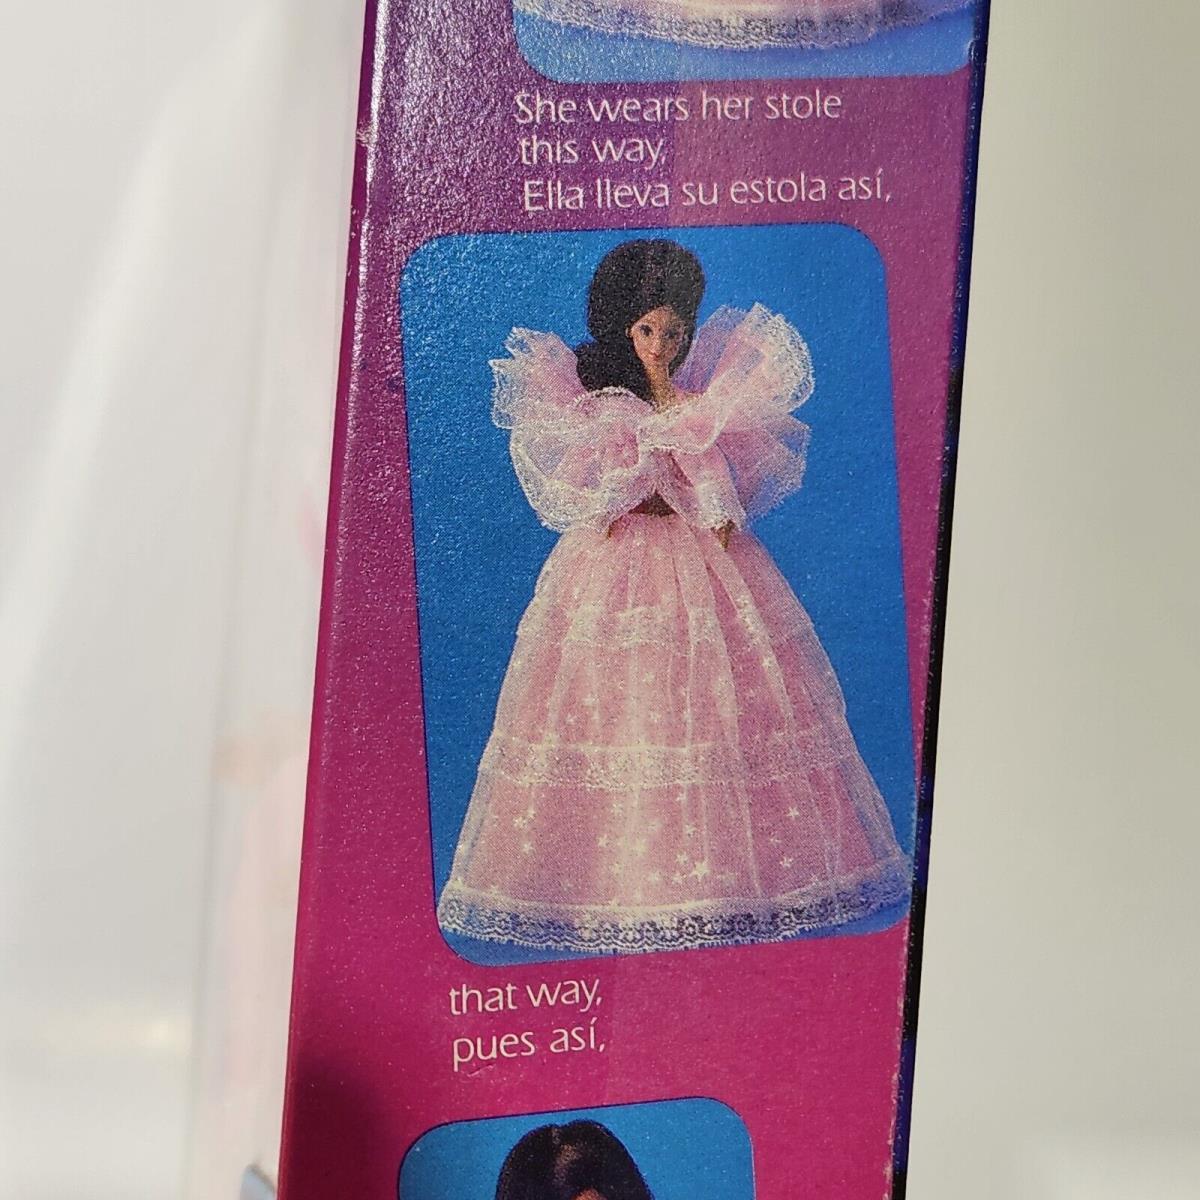 She wears her stole
this way,
Ella lleva su estola así,
that way,
pues así,